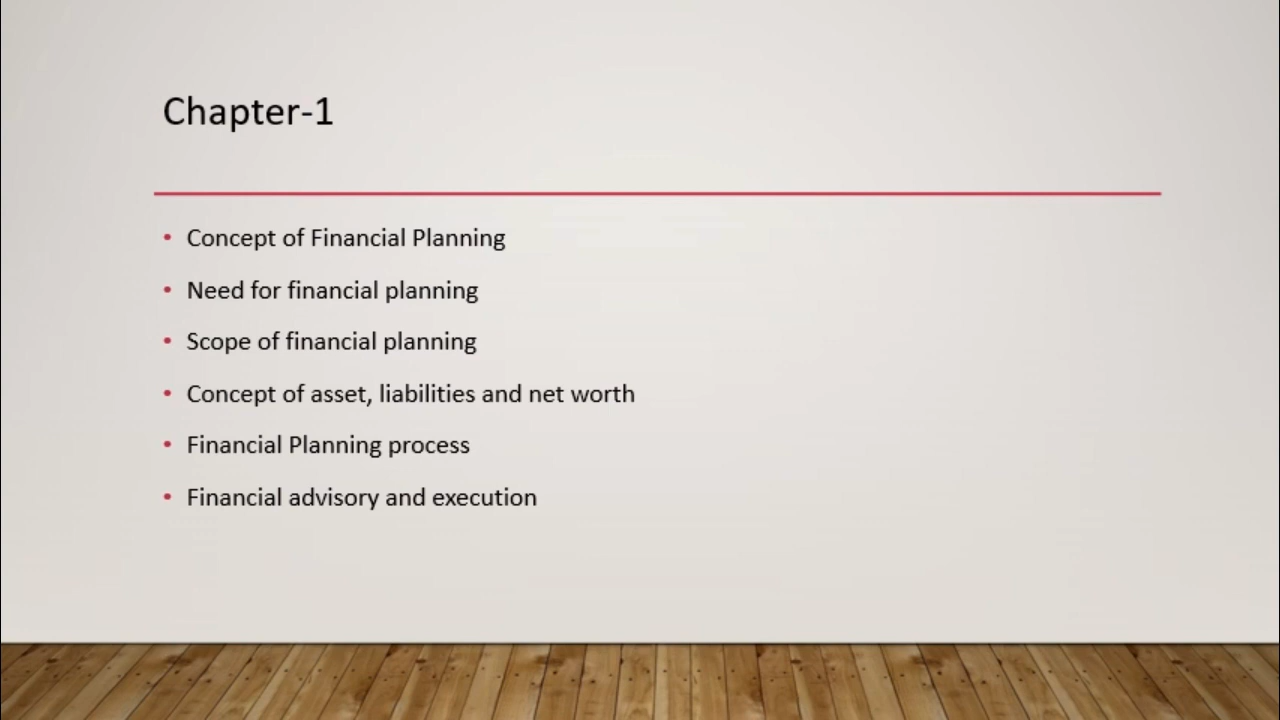 Chapter-1
• Concept of Financial Planning
• Need for financial planning
• Scope of financial planning
• Concept of asset, liabilities and net worth
• Financial Planning process
• Financial advisory and execution